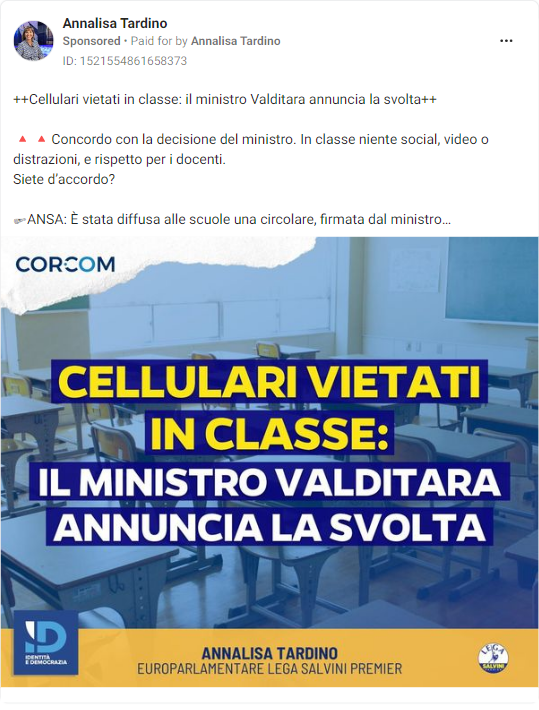 Annalisa Tardino
Sponsored • Paid for by Annalisa Tardino
ID: 1521554861658373
++Cellulari vietati in classe: il ministro Valditara annuncia la svolta++
🔺 🔺 Concordo con la decisione del ministro. In classe niente social, video o
distrazioni, e rispetto per i docenti.
Siete d’accordo?
🗞ANSA: È stata diffusa alle scuole una circolare, firmata dal ministro...
CORCOM
CELLULARI VIETATI
IN CLASSE:
IL MINISTRO VALDITARA
ANNUNCIA LA SVOLTA
ID
IDENTITÀ
E DEMOCRAZIA
ANNALISA TARDINO
EUROPARLAMENTARE LEGA SALVINI PREMIER
LEGA
SALVINI